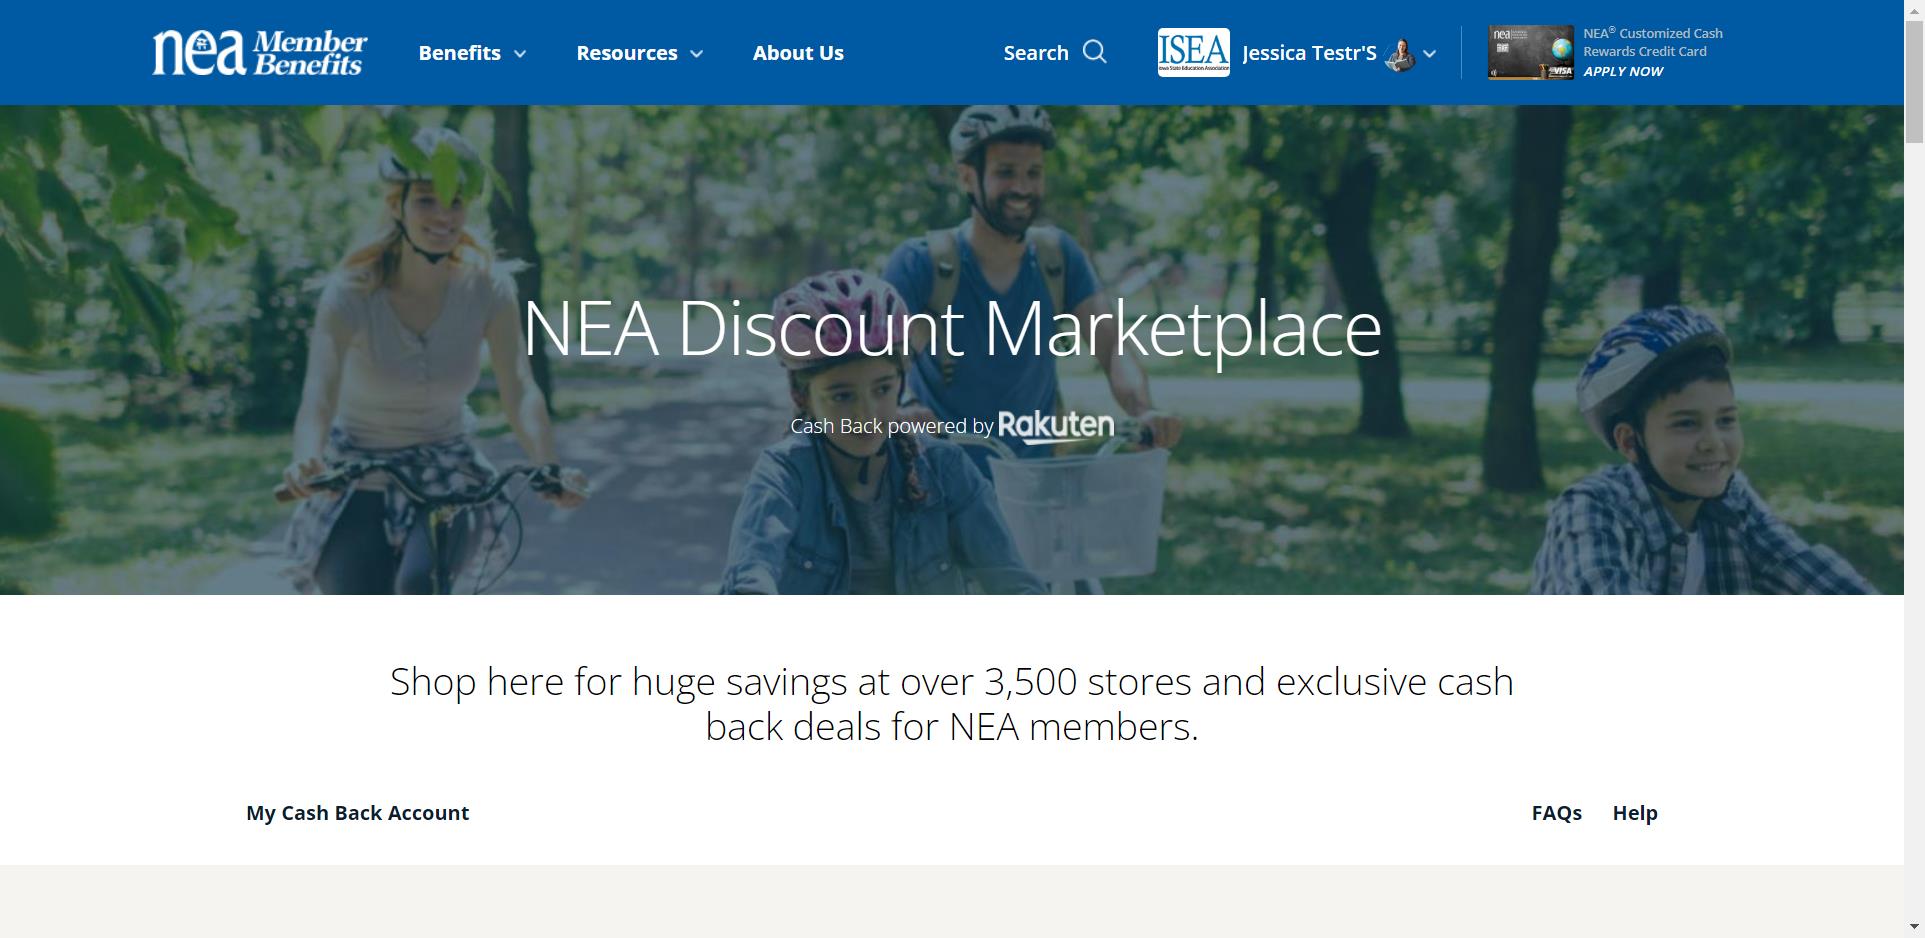 nea Member Benefits
Benefits
Resources
About Us
Search
ISEA
Iowa State Education Association
Jessica Testr'S
nea
VISA
NEA® Customized Cash
Rewards Credit Card
APPLY NOW
NEA Discount Marketplace
Cash Back powered by Rakuten
Shop here for huge savings at over 3,500 stores and exclusive cash
back deals for NEA members.
My Cash Back Account
FAQs
Help